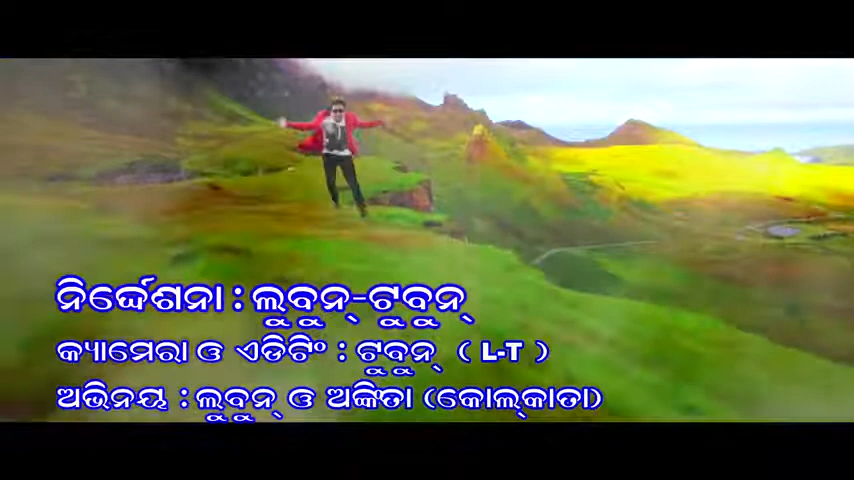 ନିର୍ଦ୍ଦେଶନା : ଲୁବୁନ୍-ଟୁବୁନ୍
କ୍ୟାମେରା ଓ ଏଡିଟିଂ : ଟୁବୁନ୍ ( L-T )
ଅଭିନୟ : ଲୁବୁନ୍ ଓ ଅଙ୍କିତା (କୋଲ୍‌କାତା)